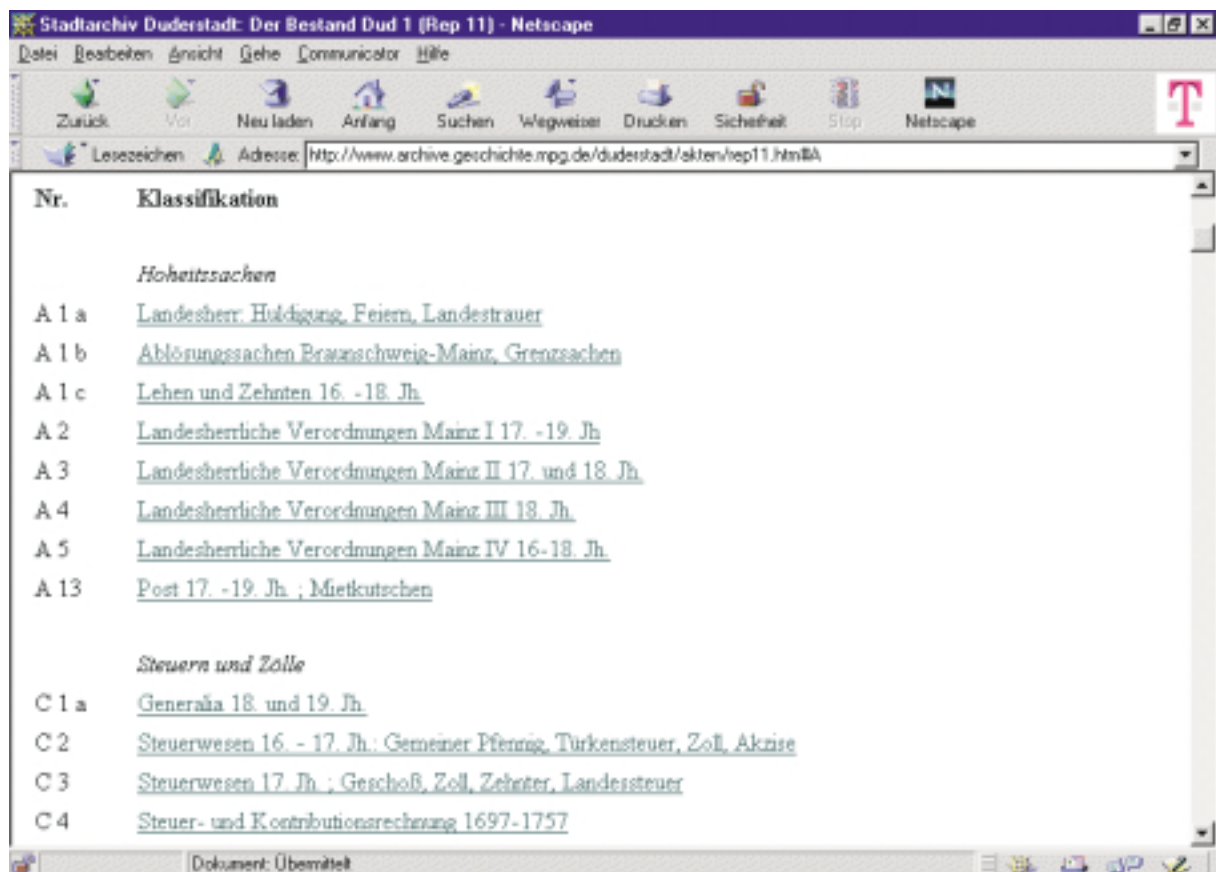 Stadtarchiv Duderstadt: Der Bestand Dud 1 (Rep 11) - Netscape
Datei Bearbeiten Ansicht Gehe Communicator Hilfe
Zurück Vor Neu laden Anfang Suchen Wegweiser Drucken Sicherheit Stop Netscape
T
N
Lesezeichen Adresse: http://www.archive.geschichte.mpg.de/duderstadt/akten/rep11.htm#A
Nr. Klassifikation
Hoheitssachen
A 1 a Landesherr: Huldigung, Feiern, Landestrauer
A 1 b Ablösungssachen Braunschweig-Mainz, Grenzsachen
A 1 c Lehen und Zehnten 16. -18. Jh.
A 2 Landesherrliche Verordnungen Mainz I 17. -19. Jh
A 3 Landesherrliche Verordnungen Mainz II 17. und 18. Jh.
A 4 Landesherrliche Verordnungen Mainz III 18. Jh.
A 5 Landesherrliche Verordnungen Mainz IV 16-18. Jh.
A 13 Post 17. -19. Jh. ; Mietkutschen
Steuern und Zölle
C 1 a Generalia 18. und 19. Jh.
C 2 Steuerwesen 16. - 17. Jh.: Gemeiner Pfennig, Türkensteuer, Zoll, Akzise
C 3 Steuerwesen 17. Jh. ; Geschoß, Zoll, Zehnter, Landessteuer
C 4 Steuer- und Kontributionsrechnung 1697-1757
Dokument: Übermittelt